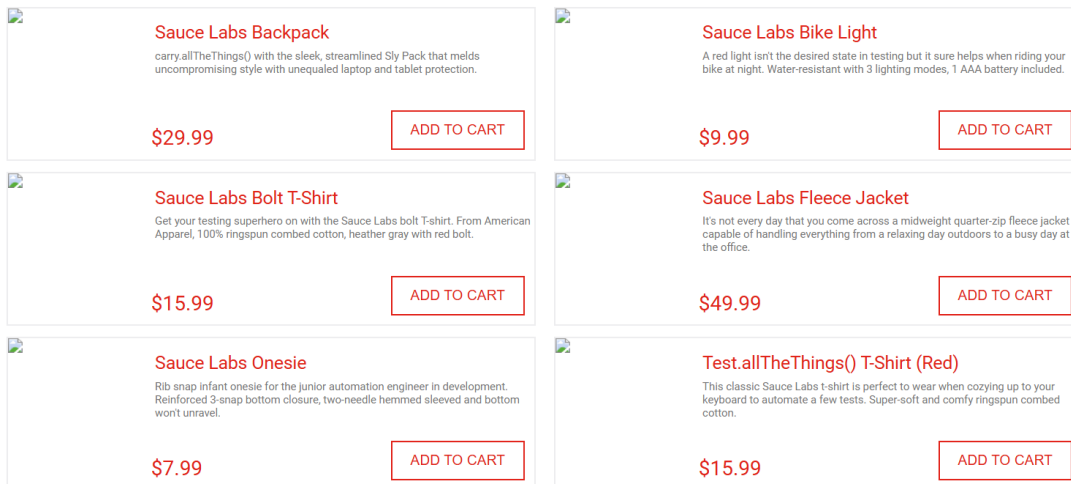 Sauce Labs Backpack
carry.allTheThings() with the sleek, streamlined Sly Pack that melds
uncompromising style with unequaled laptop and tablet protection.
$29.99
ADD TO CART
Sauce Labs Bike Light
A red light isn't the desired state in testing but it sure helps when riding your
bike at night. Water-resistant with 3 lighting modes, 1 AAA battery included.
$9.99
ADD TO CART
Sauce Labs Bolt T-Shirt
Get your testing superhero on with the Sauce Labs bolt T-shirt. From American
Apparel, 100% ringspun combed cotton, heather gray with red bolt.
$15.99
ADD TO CART
Sauce Labs Fleece Jacket
It's not every day that you come across a midweight quarter-zip fleece jacket
capable of handling everything from a relaxing day outdoors to a busy day at
the office.
$49.99
ADD TO CART
Sauce Labs Onesie
Rib snap infant onesie for the junior automation engineer in development.
Reinforced 3-snap bottom closure, two-needle hemmed sleeved and bottom
won't unravel.
$7.99
ADD TO CART
Test.allTheThings() T-Shirt (Red)
This classic Sauce Labs t-shirt is perfect to wear when cozying up to your
keyboard to automate a few tests. Super-soft and comfy ringspun combed
cotton.
$15.99
ADD TO CART